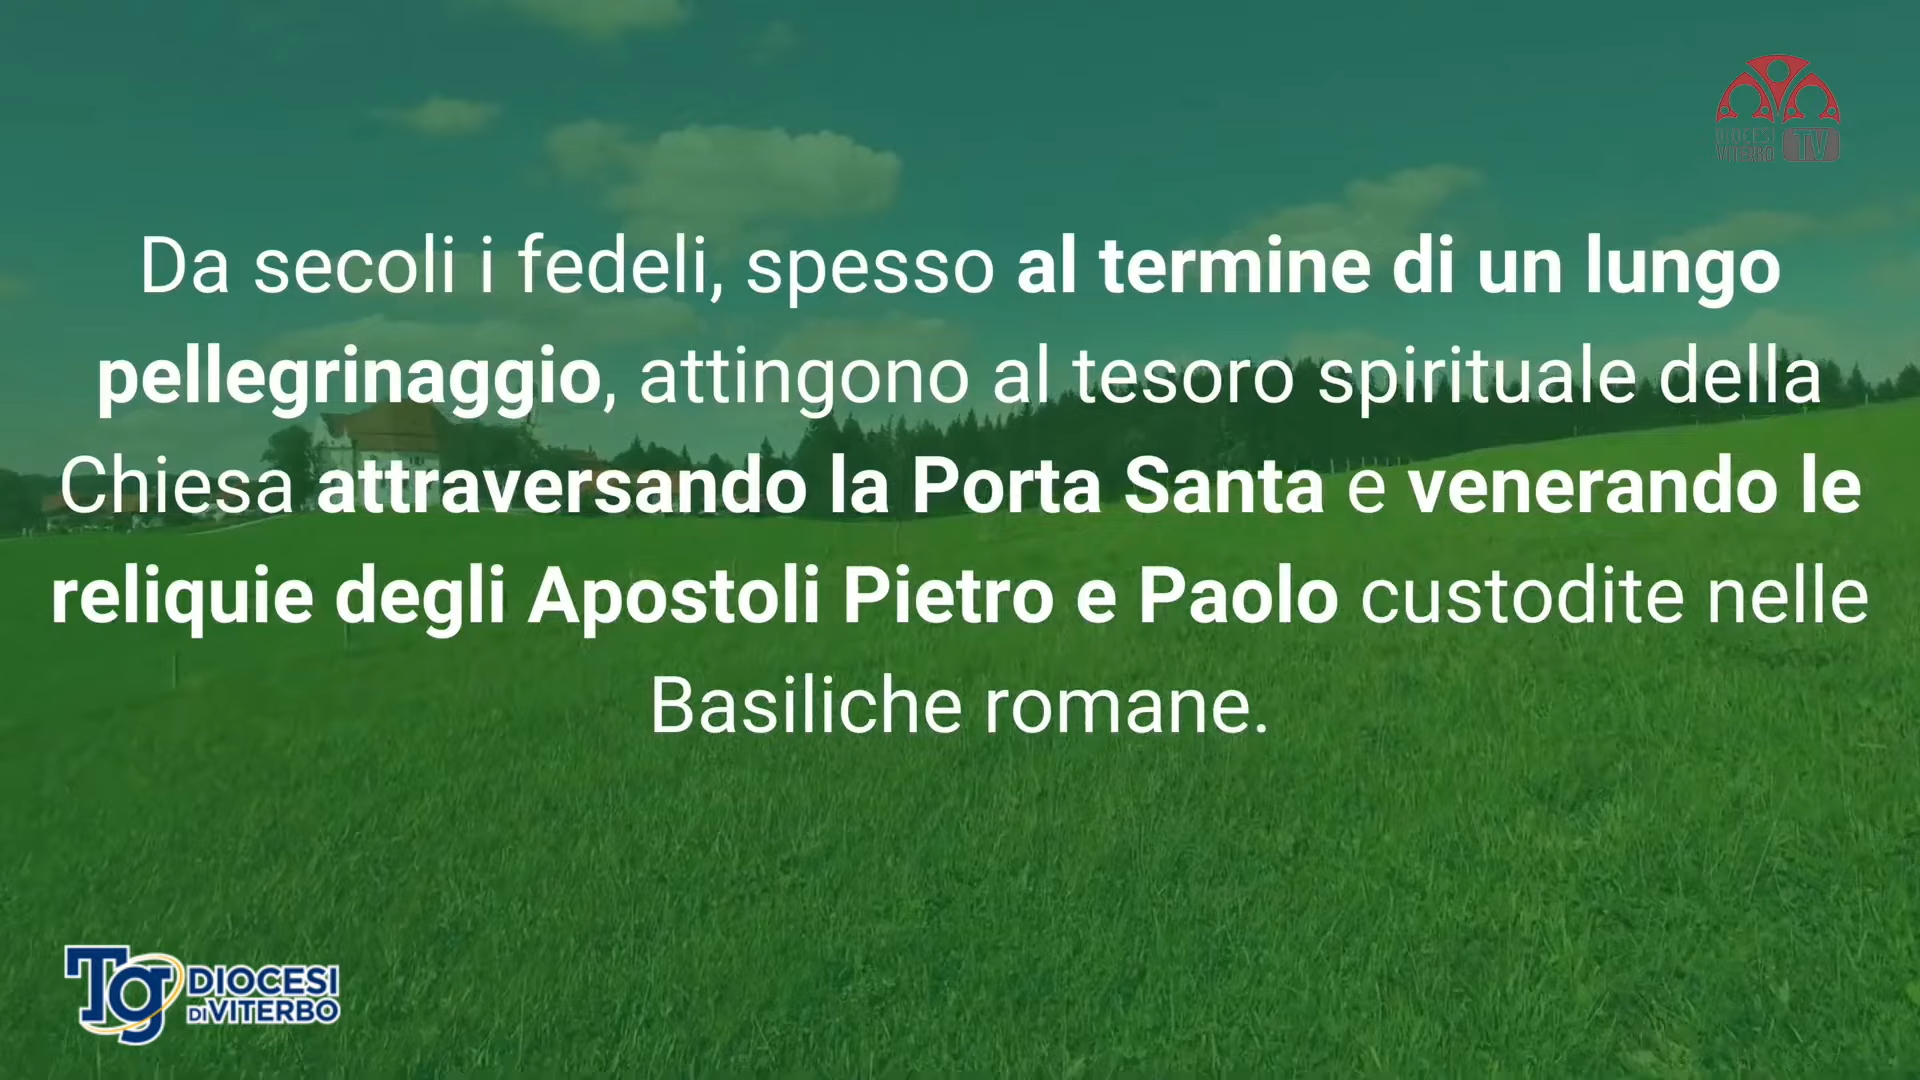 DIOCESI
VITERBO TV
Da secoli i fedeli, spesso al termine di un lungo
pellegrinaggio, attingono al tesoro spirituale della
Chiesa attraversando la Porta Santa e venerando le
reliquie degli Apostoli Pietro e Paolo custodite nelle
Basiliche romane.
Tg DIOCESI
DI VITERBO